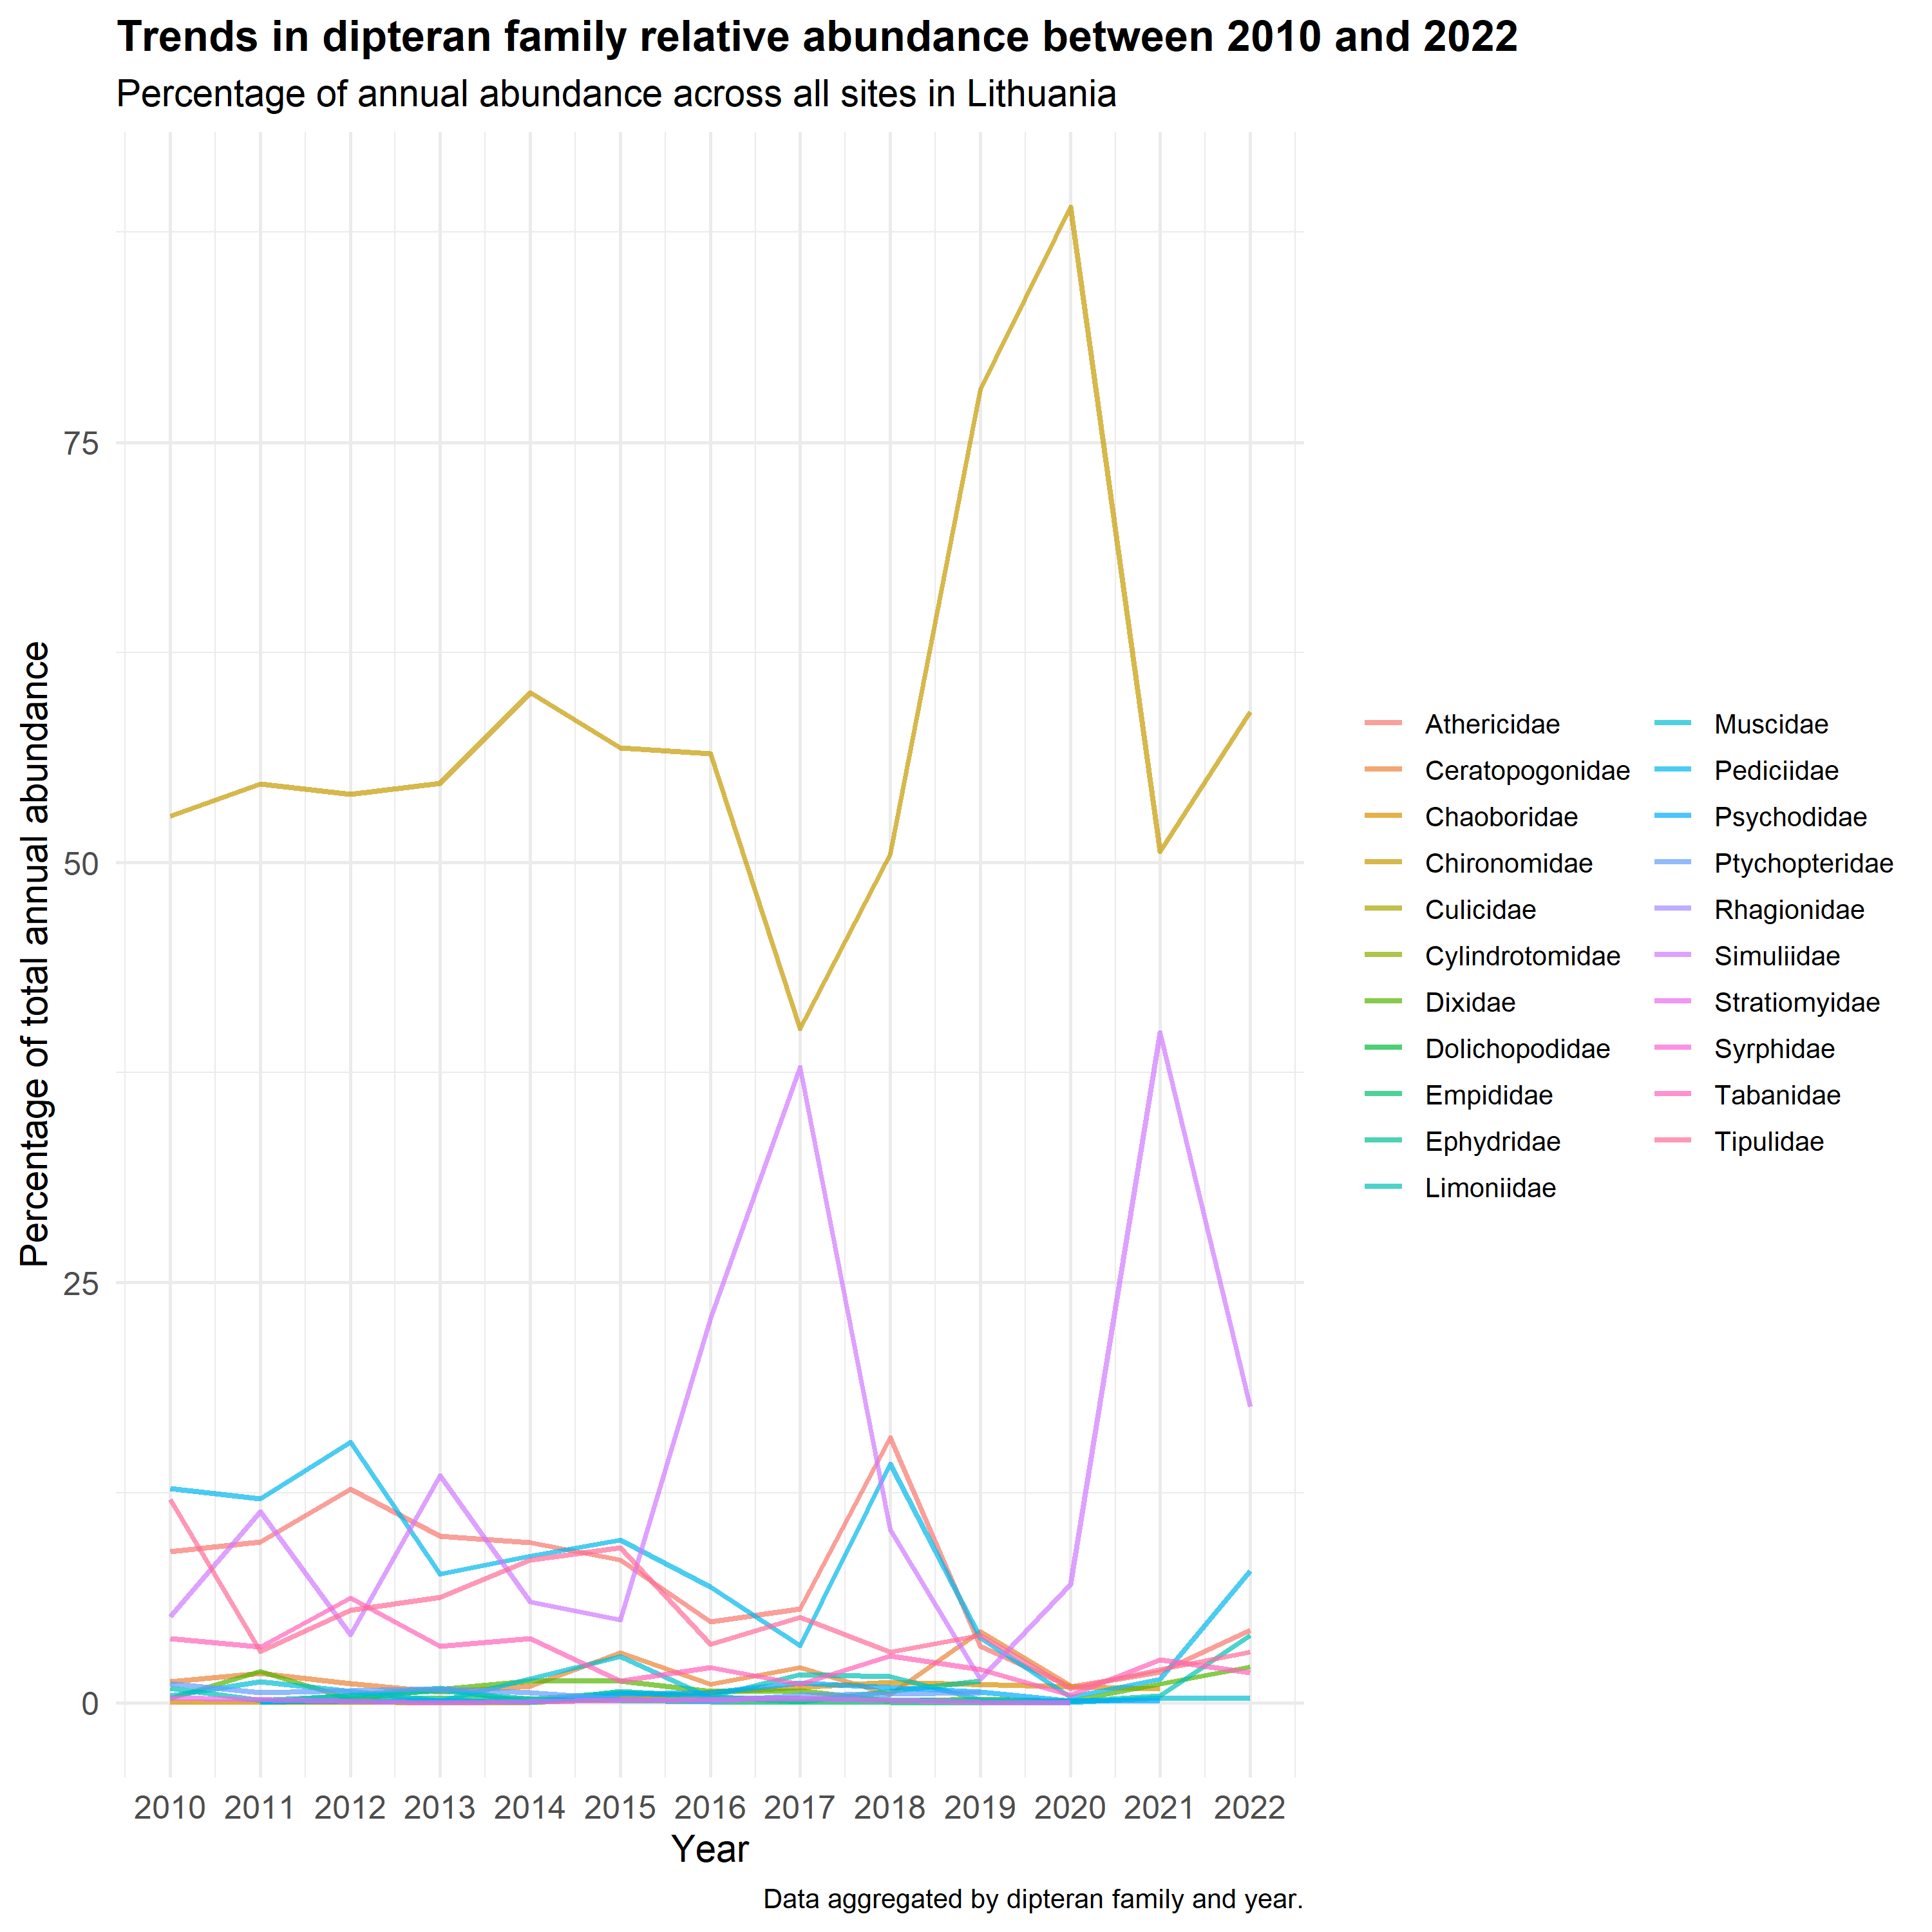 Trends in dipteran family relative abundance between 2010 and 2022
Percentage of annual abundance across all sites in Lithuania
Percentage of total annual abundance
75
50
25
0
2010 2011 2012 2013 2014 2015 2016 2017 2018 2019 2020 2021 2022
Year
Athericidae
Ceratopogonidae
Chaoboridae
Chironomidae
Culicidae
Cylindrotomidae
Dixidae
Dolichopodidae
Empididae
Ephydridae
Limoniidae
Muscidae
Pediciidae
Psychodidae
Ptychopteridae
Rhagionidae
Simuliidae
Stratiomyidae
Syrphidae
Tabanidae
Tipulidae
Data aggregated by dipteran family and year.